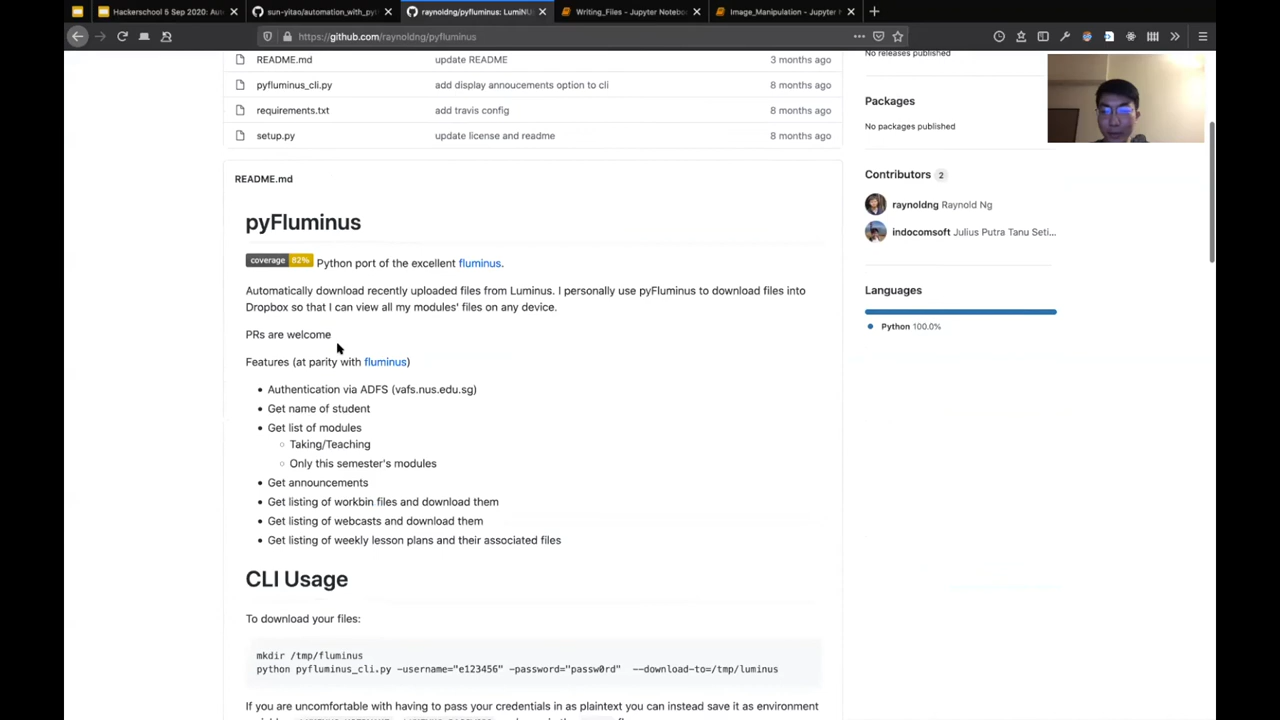 Hackerschool 5 Sep 2020: Au
sun-yitao/automation_with_py
raynoldng/pyfluminus: LumiNU
Writing_Files - Jupyter Notebo
Image_Manipulation - Jupyter
https://github.com/raynoldng/pyfluminus
README.md update README 3 months ago
pyfluminus_cli.py add display annoucements option to cli 8 months ago
requirements.txt add travis config 8 months ago
setup.py update license and readme 8 months ago
README.md
pyFluminus
coverage 82% Python port of the excellent fluminus.
Automatically download recently uploaded files from Luminus. I personally use pyFluminus to download files into
Dropbox so that I can view all my modules' files on any device.
PRs are welcome
Features (at parity with fluminus)
• Authentication via ADFS (vafs.nus.edu.sg)
• Get name of student
• Get list of modules
◦ Taking/Teaching
◦ Only this semester's modules
• Get announcements
• Get listing of workbin files and download them
• Get listing of webcasts and download them
• Get listing of weekly lesson plans and their associated files
CLI Usage
To download your files:
mkdir /tmp/fluminus
python pyfluminus_cli.py -username="e123456" -password="passw0rd" --download-to=/tmp/luminus
If you are uncomfortable with having to pass your credentials in as plaintext you can instead save it as environment
No releases published
Packages
No packages published
Contributors 2
raynoldng Raynold Ng
indocomsoft Julius Putra Tanu Seti...
Languages
Python 100.0%